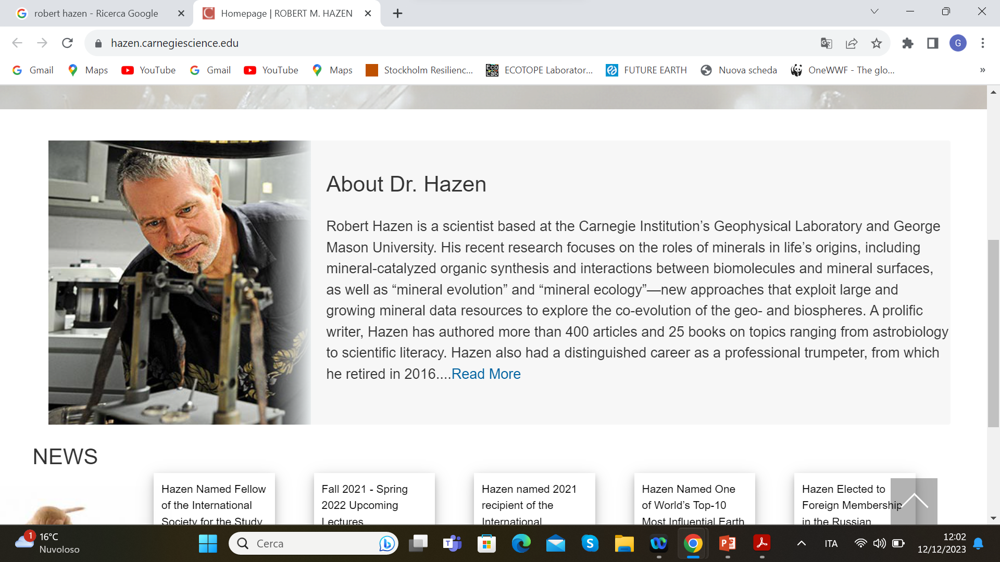 robert hazen - Ricerca Google
Homepage | ROBERT M. HAZEN
hazen.carnegiescience.edu
G
Gmail
Maps
YouTube
Gmail
YouTube
Maps
Stockholm Resilienc...
Eco Lab
ECOTOPE Laborator...
FUTURE EARTH
Nuova scheda
OneWWF - The glo...
»
About Dr. Hazen
Robert Hazen is a scientist based at the Carnegie Institution’s Geophysical Laboratory and George
Mason University. His recent research focuses on the roles of minerals in life’s origins, including
mineral-catalyzed organic synthesis and interactions between biomolecules and mineral surfaces,
as well as “mineral evolution” and “mineral ecology”—new approaches that exploit large and
growing mineral data resources to explore the co-evolution of the geo- and biospheres. A prolific
writer, Hazen has authored more than 400 articles and 25 books on topics ranging from astrobiology
to scientific literacy. Hazen also had a distinguished career as a professional trumpeter, from which
he retired in 2016....Read More
NEWS
Hazen Named Fellow
of the International
Society for the Study
Fall 2021 - Spring
2022 Upcoming
Lectures
Hazen named 2021
recipient of the
International
Hazen Named One
of World’s Top-10
Most Influential Earth
Hazen Elected to
Foreign Membership
in the Russian
1
16°C
Nuvoloso
Cerca
ITA
12:02
12/12/2023